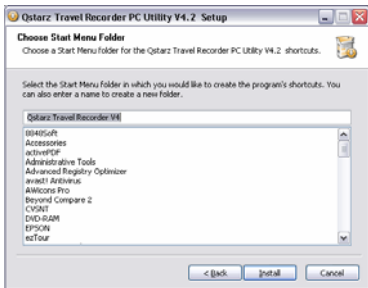 Qstarz Travel Recorder PC Utility V4.2 Setup
Choose Start Menu Folder
Choose a Start Menu folder for the Qstarz Travel Recorder PC Utility V4.2 shortcuts.
Select the Start Menu folder in which you would like to create the program's shortcuts. You
can also enter a name to create a new folder.
Qstarz Travel Recorder V4
8848Soft
Accessories
activePDF
Administrative Tools
Advanced Registry Optimizer
avast! Antivirus
AWicons Pro
Beyond Compare 2
CVSNT
DVD-RAM
EPSON
ezTour
< Back Install Cancel